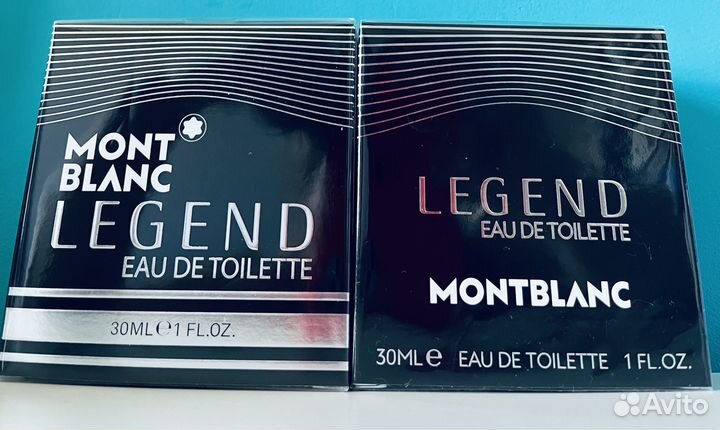 MONT
BLANC
LEGEND
EAU DE TOILETTE
30ML℮1 FL.OZ.
LEGEND
EAU DE TOILETTE
MONTBLANC
30ML℮ EAU DE TOILETTE 1 FL.OZ.
Avito